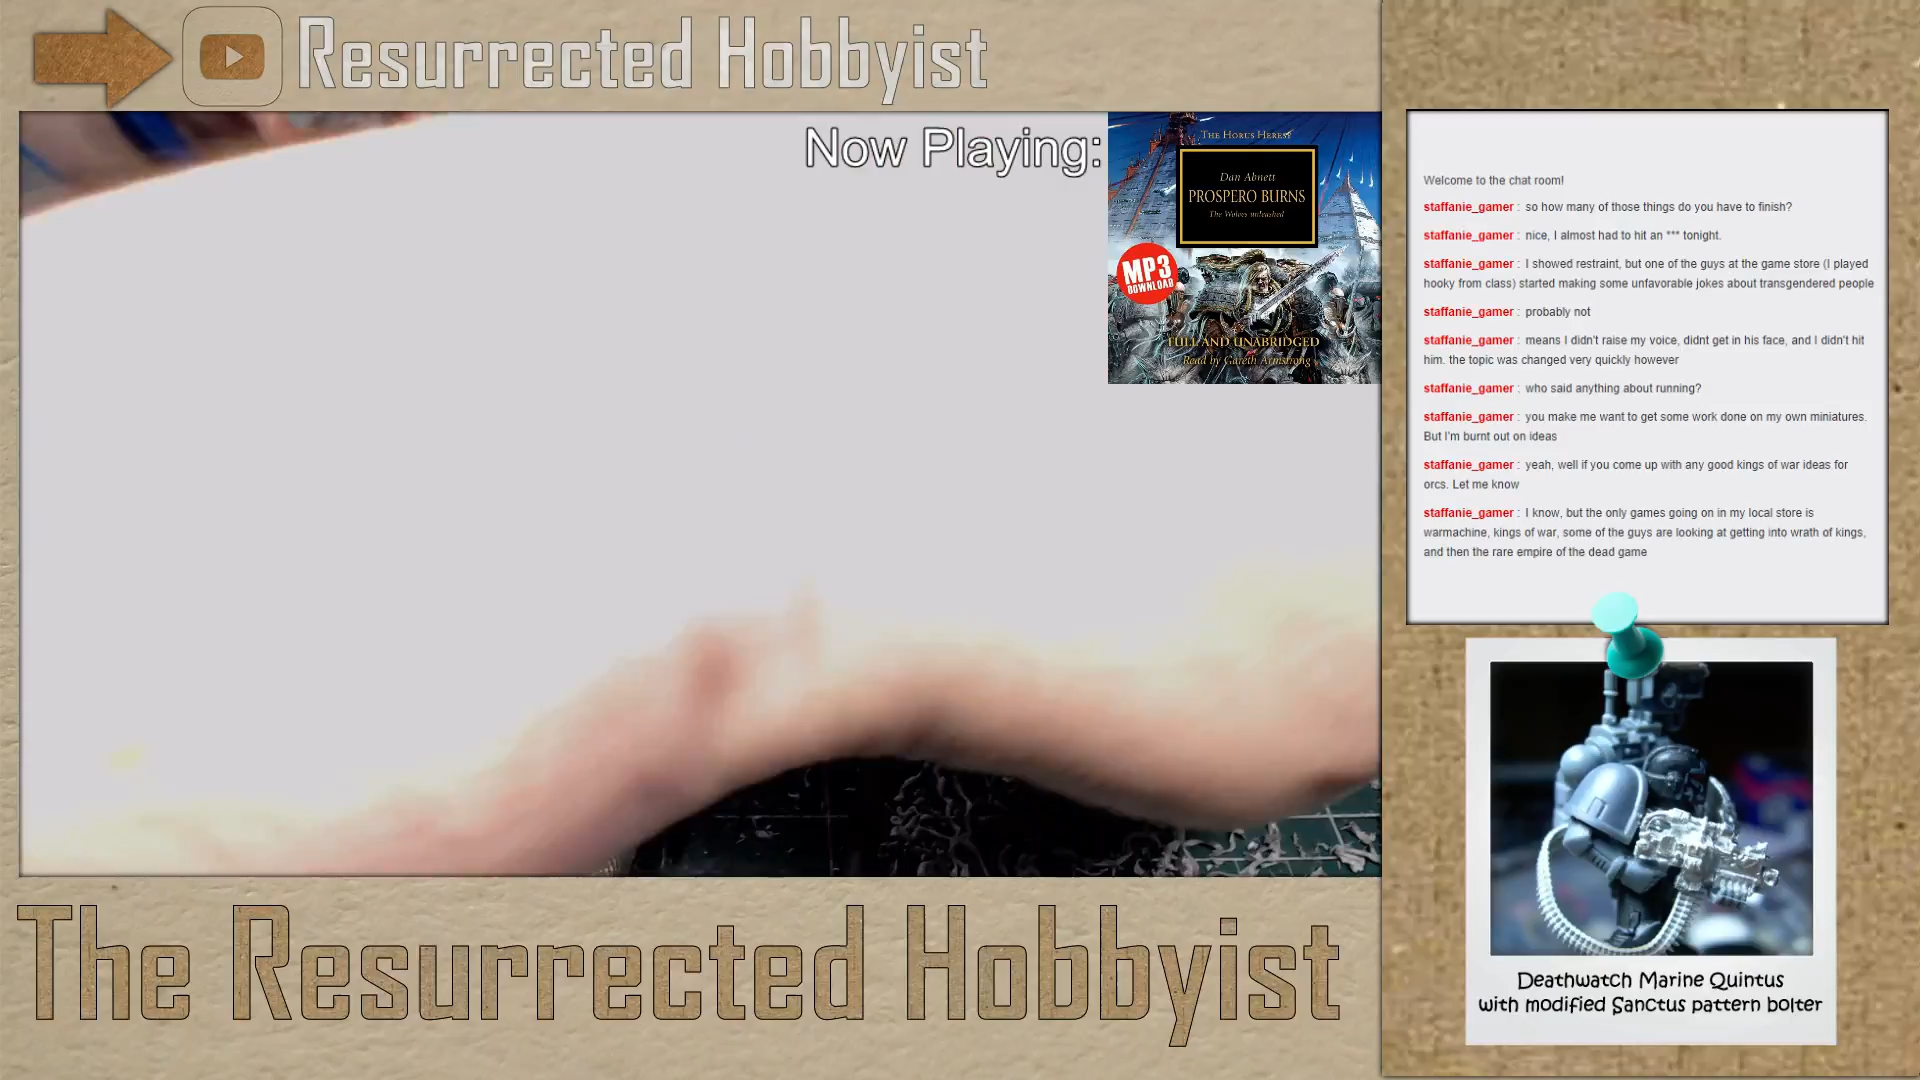 Resurrected Hobbyist
Now Playing:
THE HORUS HERESY
Dan Abnett
PROSPERO BURNS
The Wolves unleashed
MP3
DOWNLOAD
FULL AND UNABRIDGED
Read by Gareth Armstrong
Welcome to the chat room!
staffanie_gamer : so how many of those things do you have to finish?
staffanie_gamer : nice, I almost had to hit an *** tonight.
staffanie_gamer : I showed restraint, but one of the guys at the game store (I played
hooky from class) started making some unfavorable jokes about transgendered people
staffanie_gamer : probably not
staffanie_gamer : means I didn't raise my voice, didnt get in his face, and I didn't hit
him. the topic was changed very quickly however
staffanie_gamer : who said anything about running?
staffanie_gamer : you make me want to get some work done on my own miniatures.
But I'm burnt out on ideas
staffanie_gamer : yeah, well if you come up with any good kings of war ideas for
orcs. Let me know
staffanie_gamer : I know, but the only games going on in my local store is
warmachine, kings of war, some of the guys are looking at getting into wrath of kings,
and then the rare empire of the dead game
Deathwatch Marine Quintus
with modified Sanctus pattern bolter
The Resurrected Hobbyist